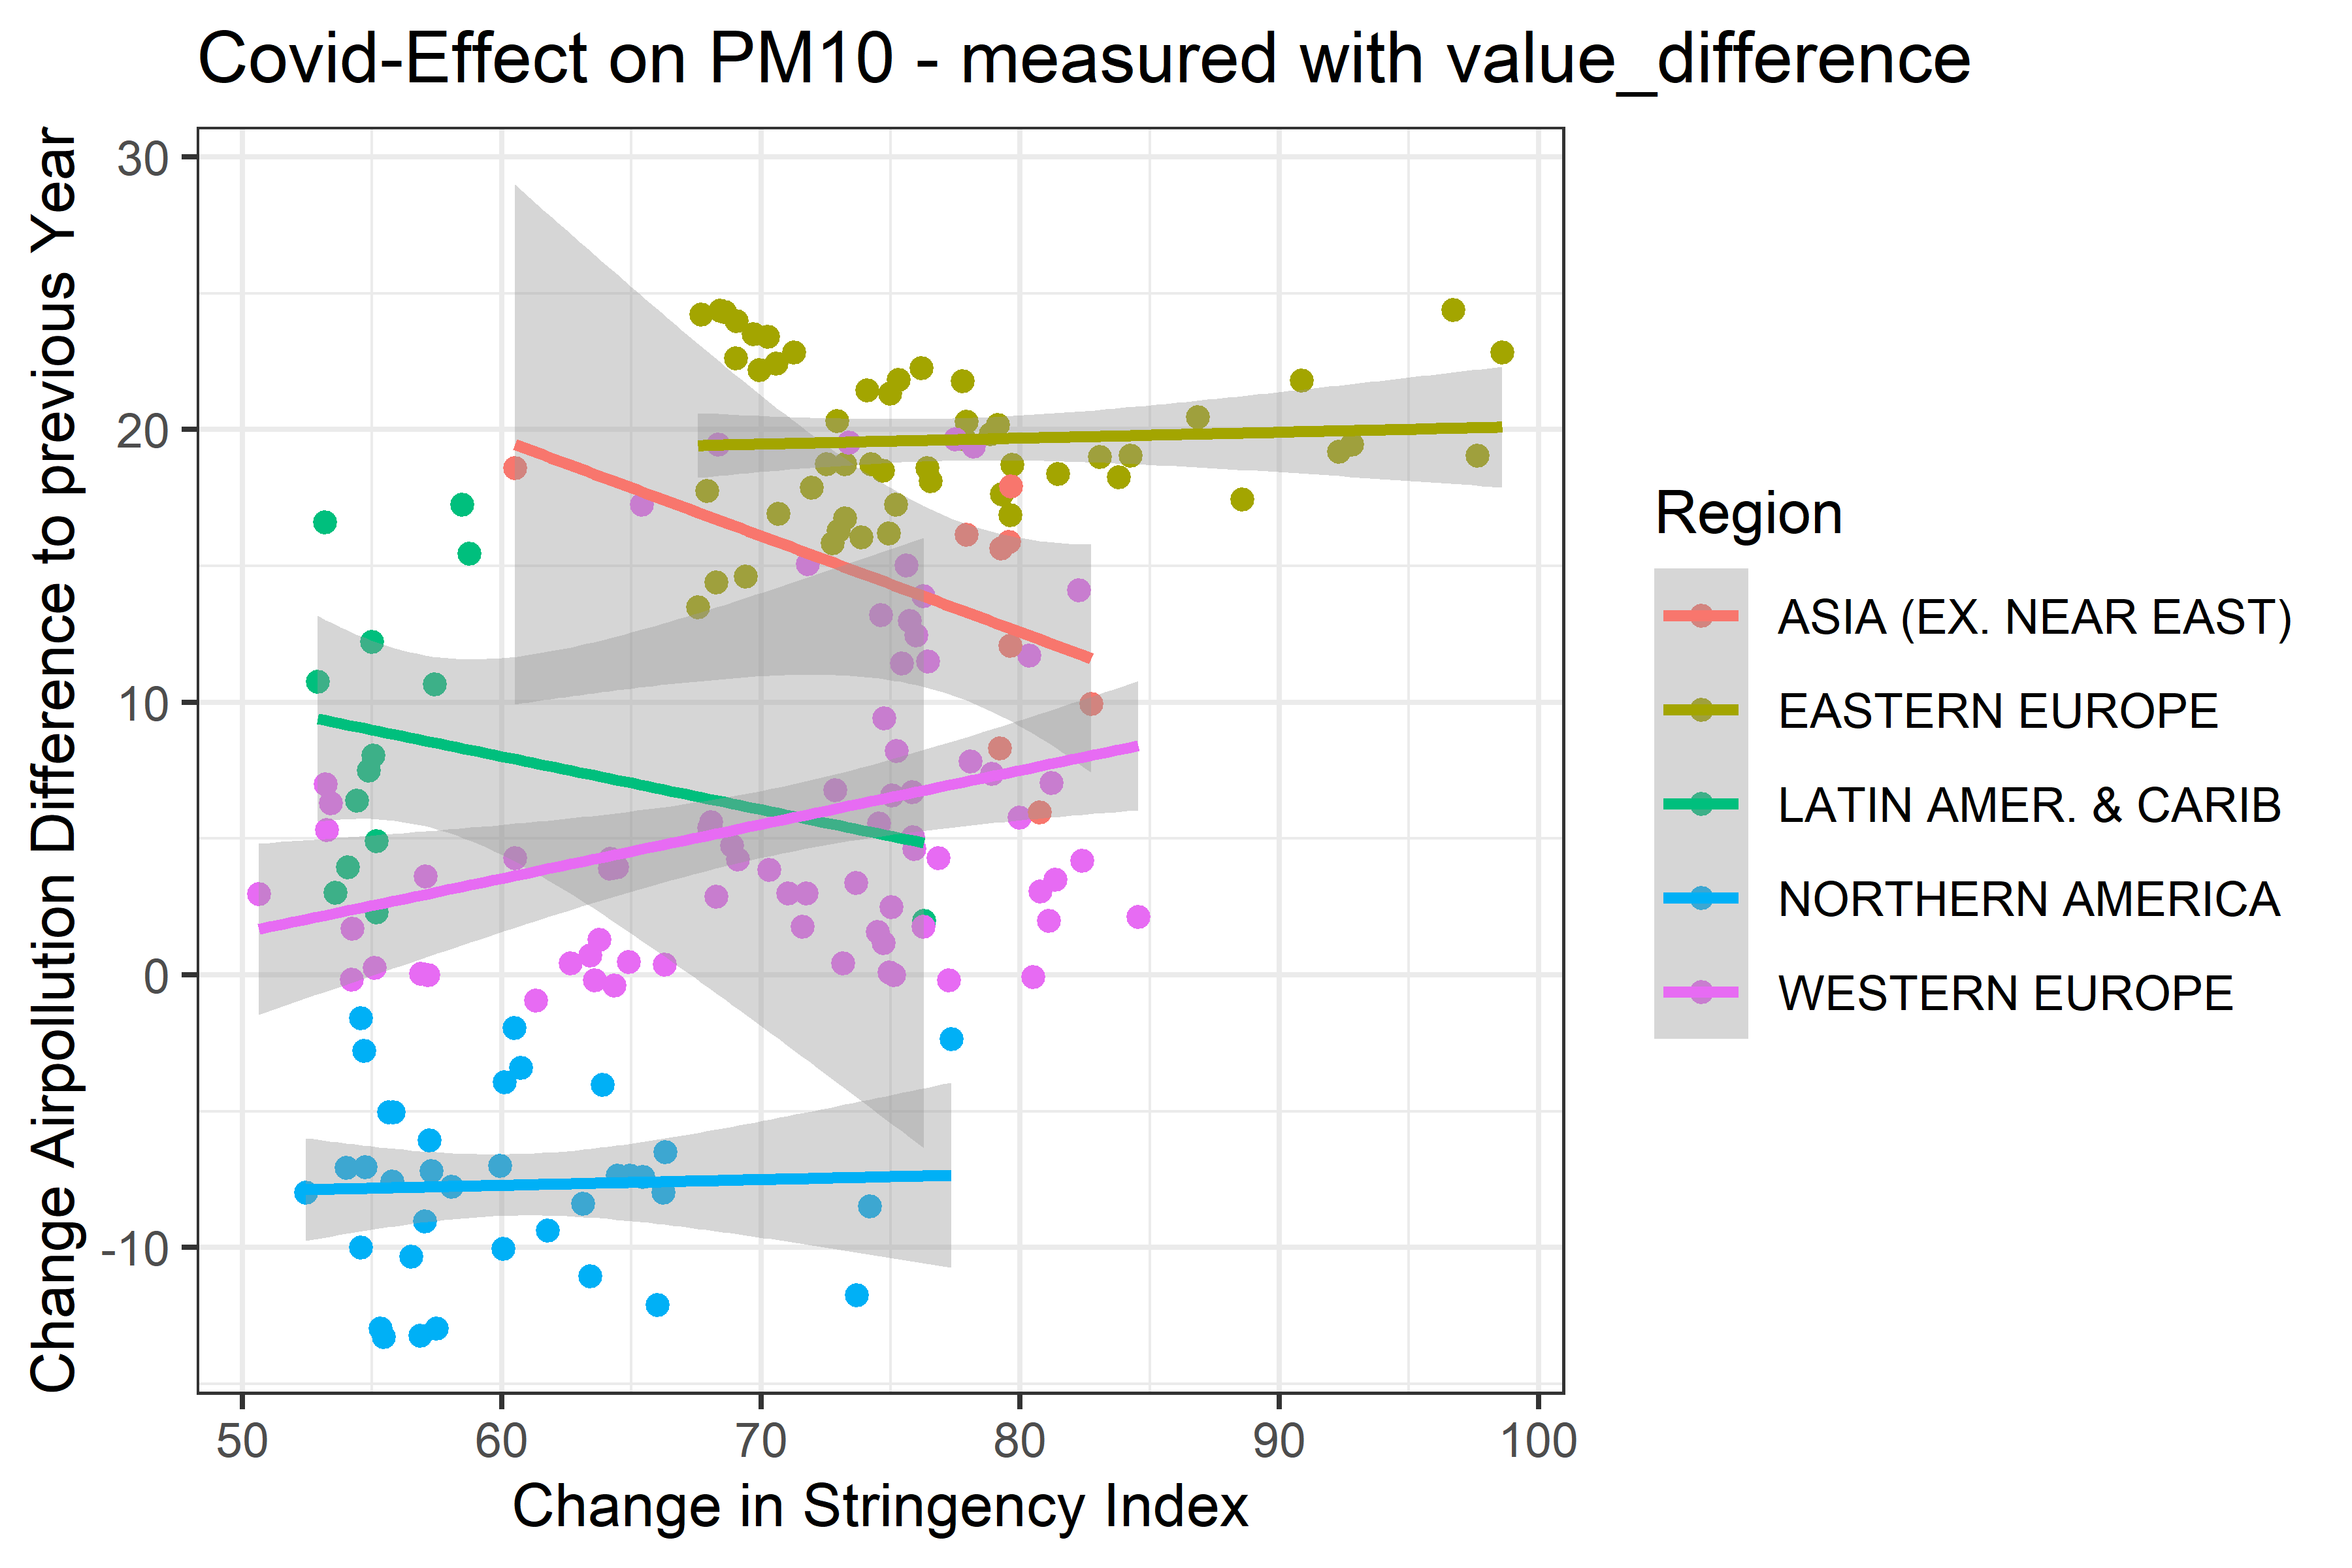 Covid-Effect on PM10 - measured with value_difference
Change Airpollution Difference to previous Year
30
20
10
0
-10
50
60
70
80
90
100
Change in Stringency Index
Region
ASIA (EX. NEAR EAST)
EASTERN EUROPE
LATIN AMER. & CARIB
NORTHERN AMERICA
WESTERN EUROPE